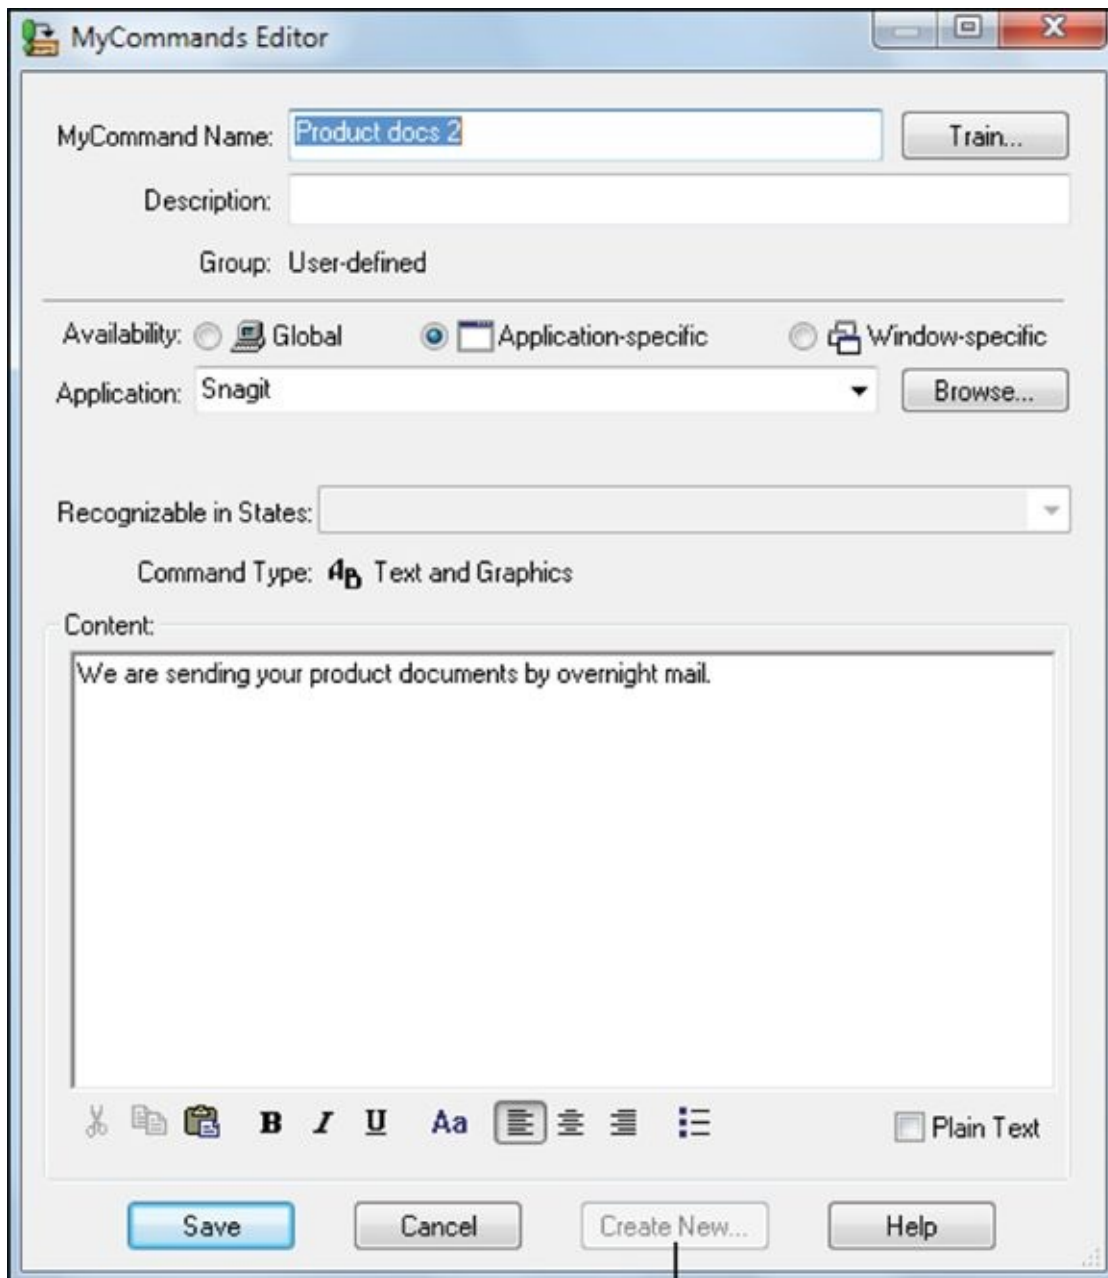 MyCommands Editor
MyCommand Name: Product docs 2 Train...
Description:
Group: User-defined
Availability: Global Application-specific Window-specific
Application: Snagit Browse...
Recognizable in States:
Command Type: AB Text and Graphics
Content:
We are sending your product documents by overnight mail.
B I U Aa Plain Text
Save Cancel Create New... Help